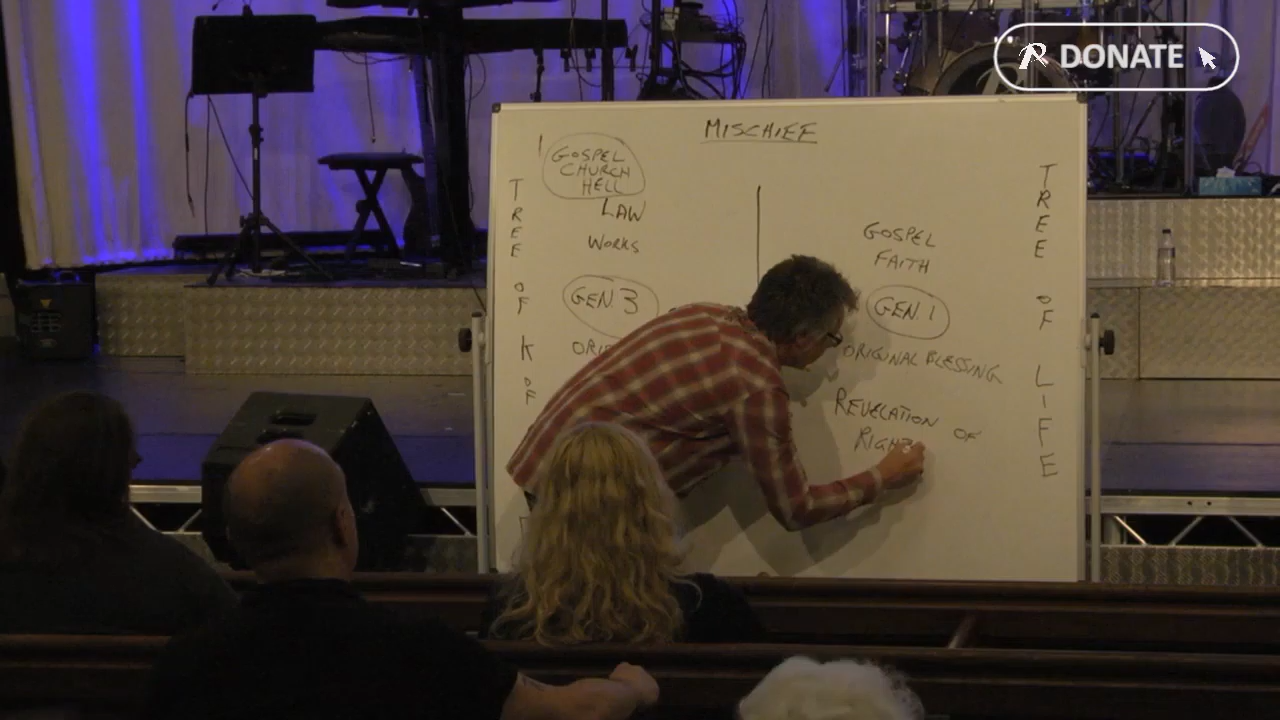 DONATE
MISCHIEF
1
GOSPEL
CHURCH
HELL
LAW
WORKS
GEN. 3
TREE OF K OF
GOSPEL
FAITH
GEN. 1
ORIGINAL BLESSING
REVELATION OF
TREE OF LIFE